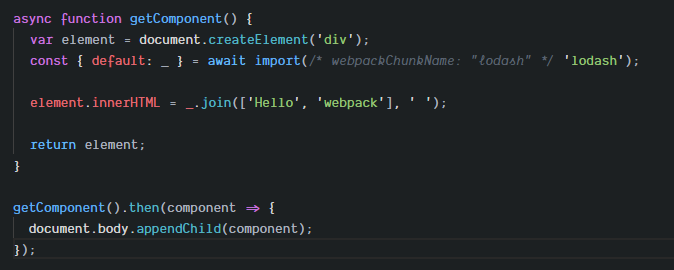 async function getComponent() {
  var element = document.createElement('div');
  const { default: _ } = await import(/* webpackChunkName: "lodash" */ 'lodash');

  element.innerHTML = _.join(['Hello', 'webpack'], ' ');

  return element;
}

getComponent().then(component => {
  document.body.appendChild(component);
});